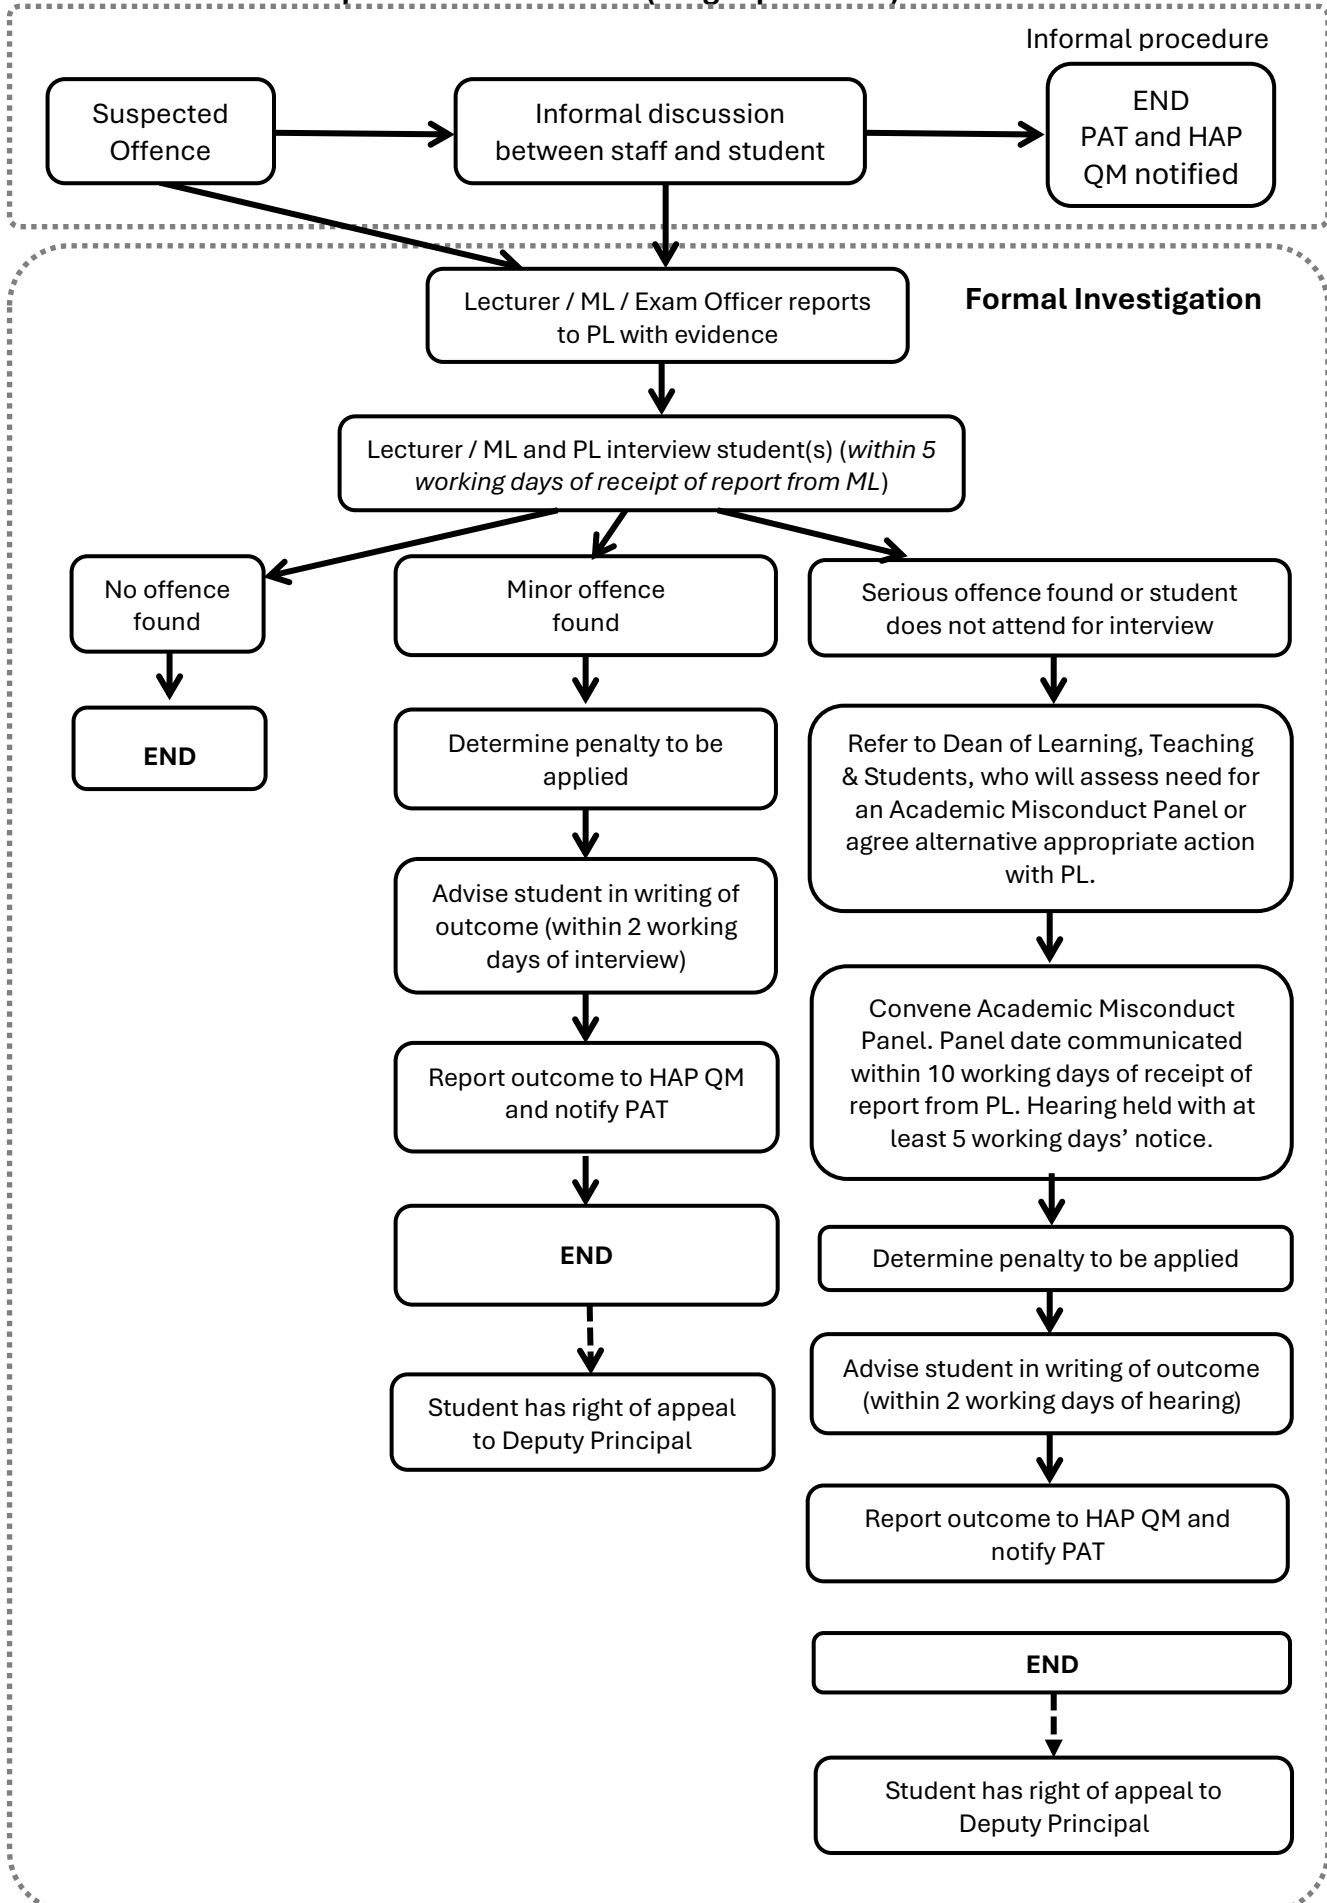 Informal procedure
Suspected
Offence
Informal discussion
between staff and student
END
PAT and HAP
QM notified
Formal Investigation
Lecturer / ML / Exam Officer reports
to PL with evidence
Lecturer / ML and PL interview student(s) (within 5
working days of receipt of report from ML)
No offence
found
Minor offence
found
Serious offence found or student
does not attend for interview
END
Determine penalty to be
applied
Refer to Dean of Learning, Teaching
& Students, who will assess need for
an Academic Misconduct Panel or
agree alternative appropriate action
with PL.
Advise student in writing of
outcome (within 2 working
days of interview)
Convene Academic Misconduct
Panel. Panel date communicated
within 10 working days of receipt of
report from PL. Hearing held with at
least 5 working days’ notice.
Report outcome to HAP QM
and notify PAT
END
Determine penalty to be applied
Advise student in writing of outcome
(within 2 working days of hearing)
Student has right of appeal
to Deputy Principal
Report outcome to HAP QM and
notify PAT
END
Student has right of appeal to
Deputy Principal